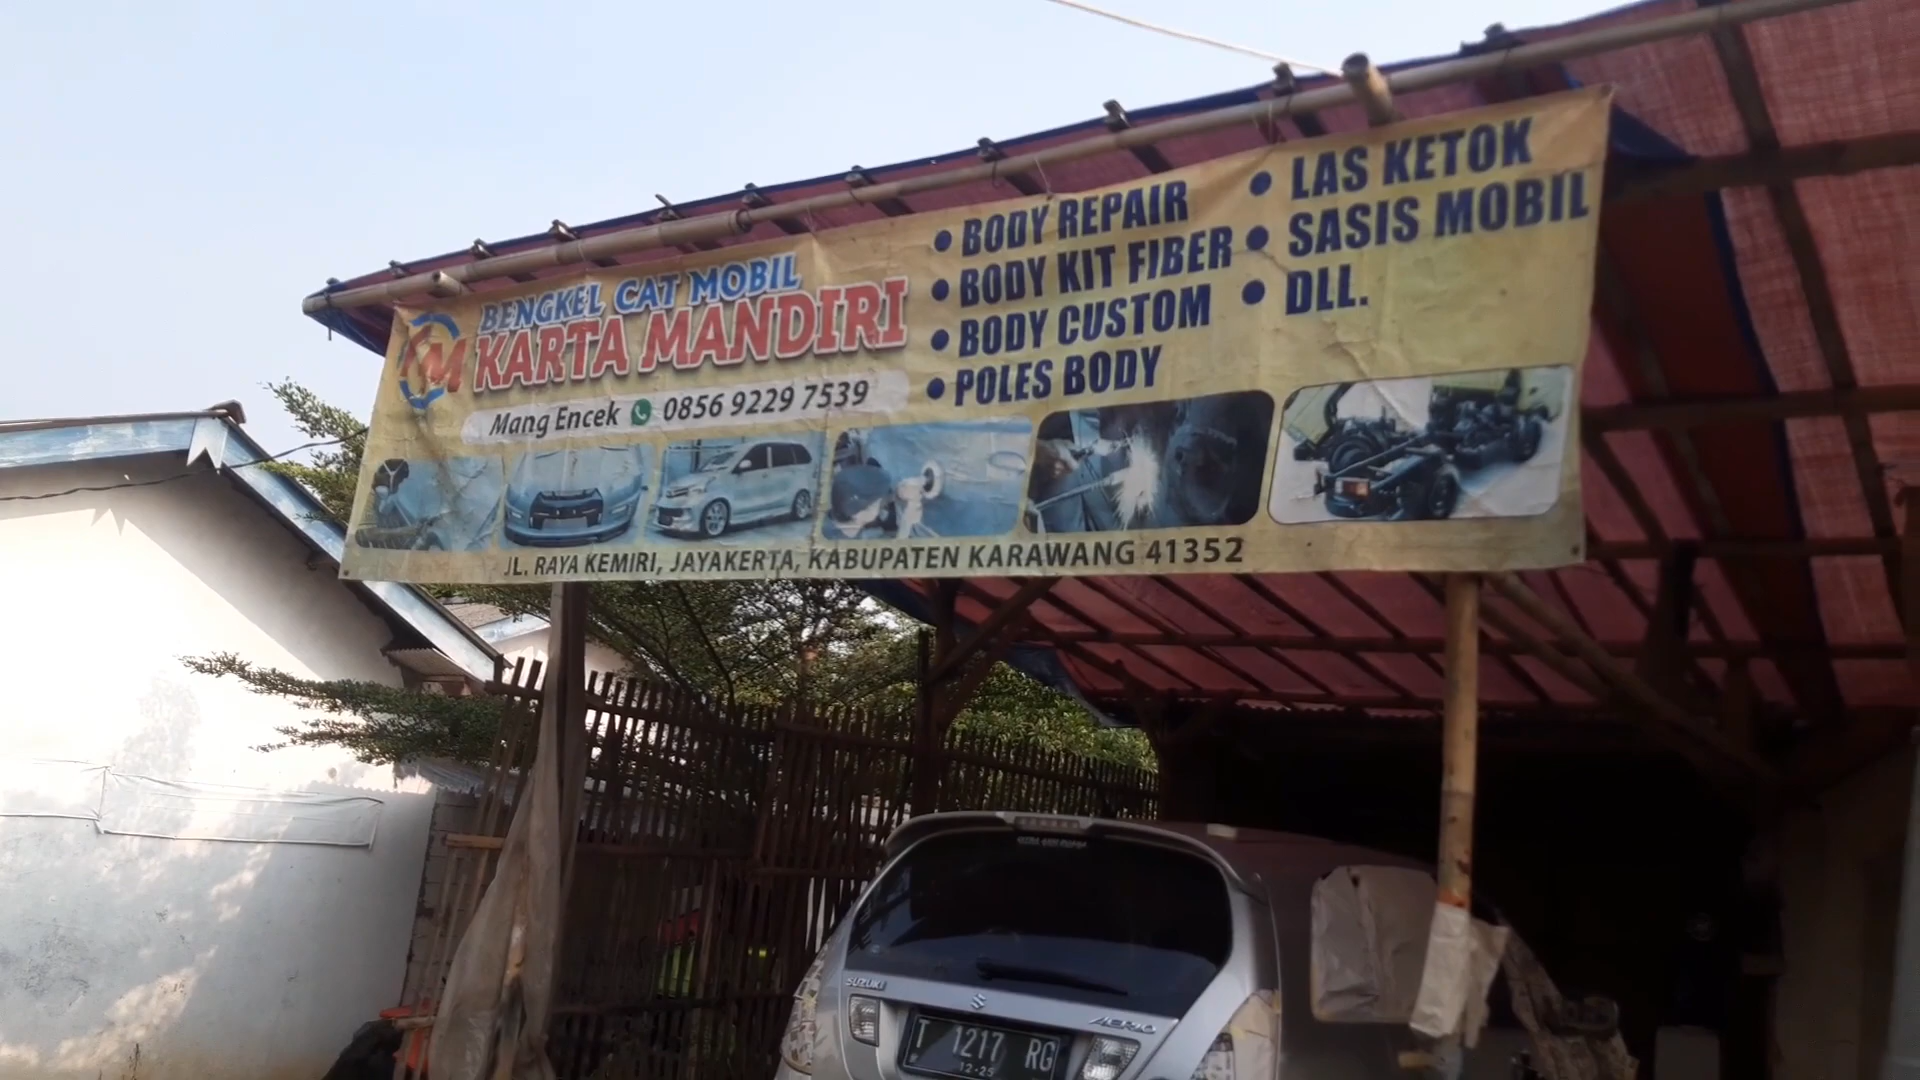 BENGKEL CAT MOBIL
KM KARTA MANDIRI
Mang Encek 0856 9229 7539
• BODY REPAIR
• BODY KIT FIBER
• BODY CUSTOM
• POLES BODY
• LAS KETOK
• SASIS MOBIL
• DLL.
JL. RAYA KEMIRI, JAYAKERTA, KABUPATEN KARAWANG 41352
SUZUKI
AERIO
T 1217 RG
12-25